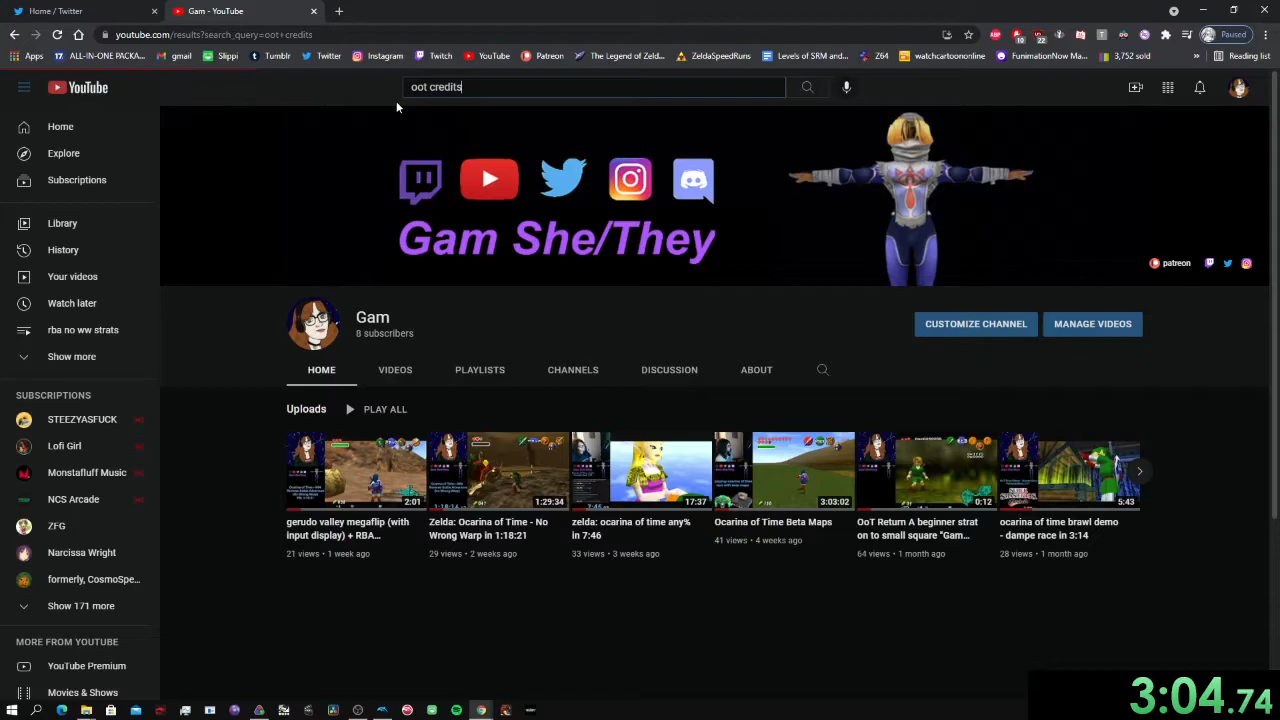 Home / Twitter
Gam - YouTube
youtube.com/results?search_query=oot+credits
Paused
Apps
ALL-IN-ONE PACKA...
Gmail
Slippi
Tumblr
Twitter
Instagram
Twitch
YouTube
Patreon
The Legend of Zeld...
ZeldaSpeedRuns
Levels of SRM and...
Z64
watchcartoononline
FunimationNow Ma...
3,752 sold
Reading list
YouTube
oot credits
Home
Explore
Subscriptions
Library
History
Your videos
Watch later
rba no ww strats
Show more
SUBSCRIPTIONS
STEEZYASFUCK
Lofi Girl
Monstafluff Music
NCS Arcade
ZFG
Narcissa Wright
formerly, CosmoSpe...
Show 171 more
MORE FROM YOUTUBE
YouTube Premium
Movies & Shows
Gam She/They
patreon
Gam
8 subscribers
CUSTOMIZE CHANNEL
MANAGE VIDEOS
HOME
VIDEOS
PLAYLISTS
CHANNELS
DISCUSSION
ABOUT
Uploads
PLAY ALL
2:01
gerudo valley megaflip (with
input display) + RBA...
21 views • 1 week ago
1:29:34
Zelda: Ocarina of Time - No
Wrong Warp in 1:18:21
29 views • 2 weeks ago
17:37
zelda: ocarina of time any%
in 7:46
33 views • 3 weeks ago
3:03:02
Ocarina of Time Beta Maps
41 views • 4 weeks ago
0:12
OoT Return A beginner strat
on to small square "Gam...
64 views • 1 month ago
5:43
ocarina of time brawl demo
- dampe race in 3:14
28 views • 1 month ago
3:04.74